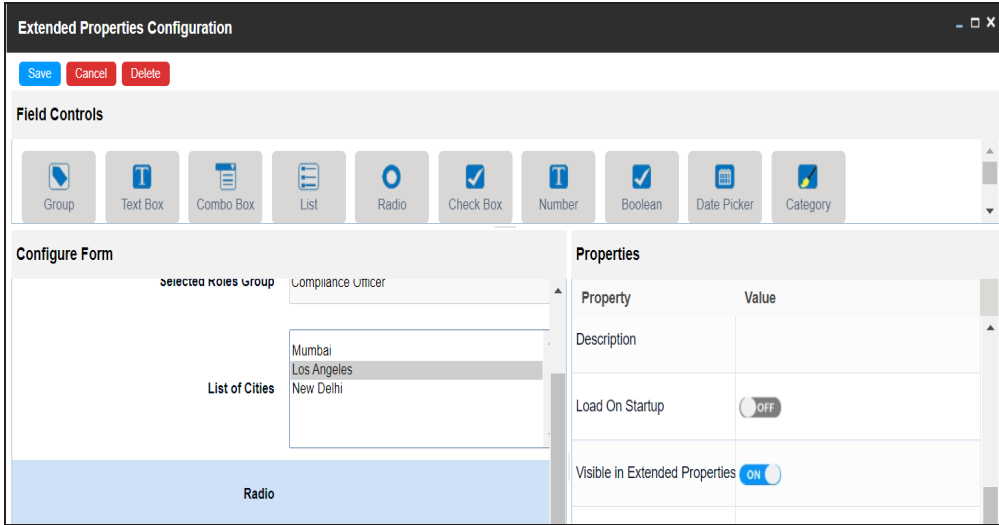 Extended Properties Configuration
Save Cancel Delete
Field Controls
Group Text Box Combo Box List Radio Check Box Number Boolean Date Picker Category
Configure Form
Selected Roles Group Compliance Officer
Mumbai
Los Angeles
List of Cities New Delhi
Radio
Properties
Property Value
Description
Load On Startup OFF
Visible in Extended Properties ON